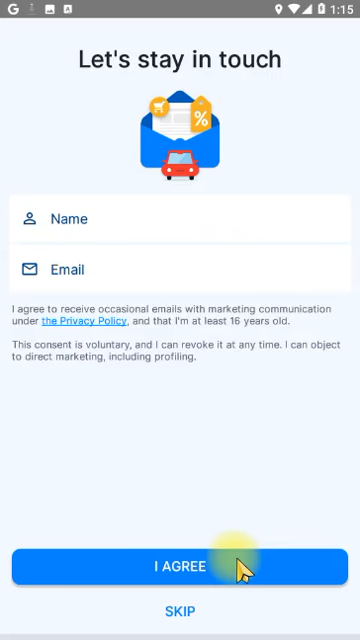 G 1:15
Let's stay in touch
%
Name
Email
I agree to receive occasional emails with marketing communication
under the Privacy Policy, and that I'm at least 16 years old.
This consent is voluntary, and I can revoke it at any time. I can object
to direct marketing, including profiling.
I AGREE
SKIP